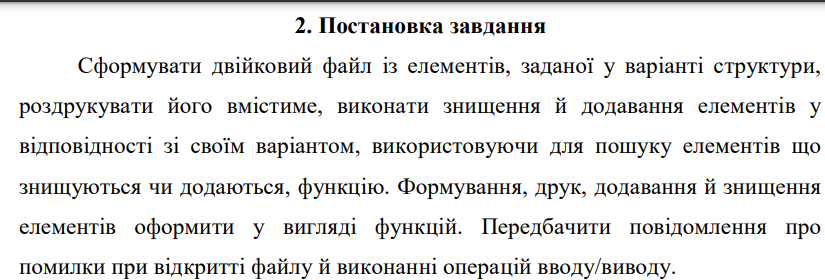 2. Постановка завдання
Сформувати двійковий файл із елементів, заданої у варіанті структури,
роздрукувати його вмістиме, виконати знищення й додавання елементів у
відповідності зі своїм варіантом, використовуючи для пошуку елементів що
знищуються чи додаються, функцію. Формування, друк, додавання й знищення
елементів оформити у вигляді функцій. Передбачити повідомлення про
помилки при відкритті файлу й виконанні операцій вводу/виводу.